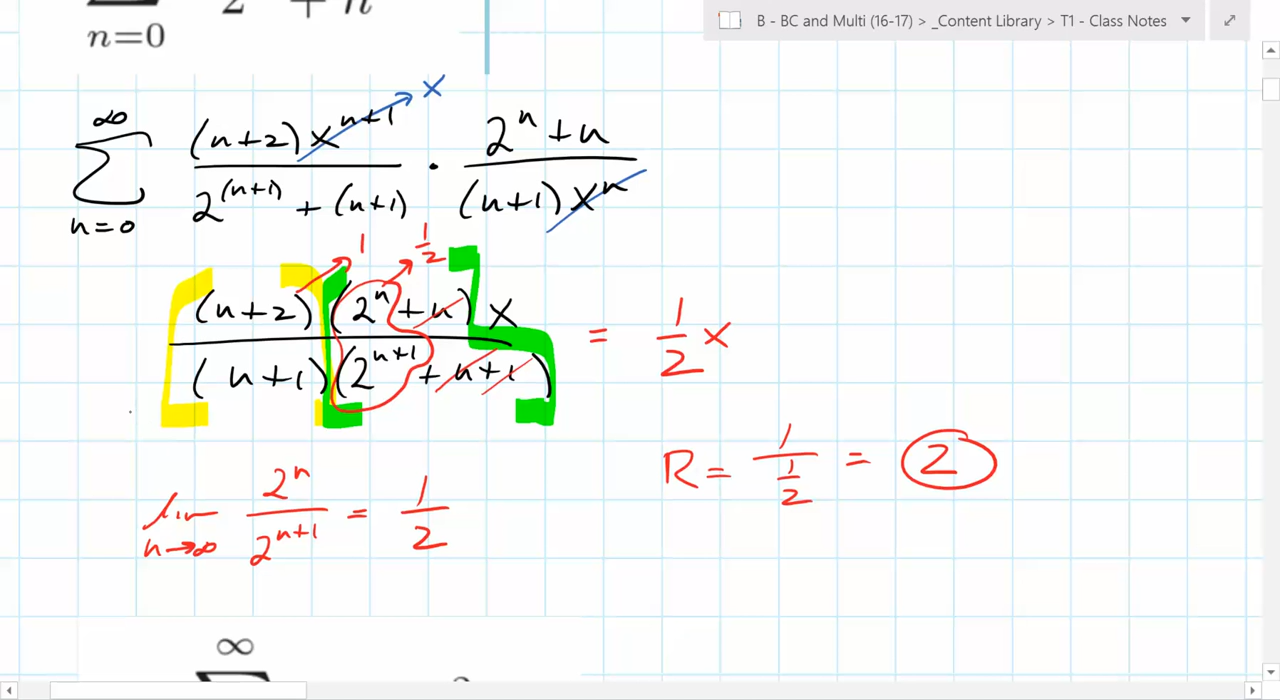 B - BC and Multi (16-17) > _Content Library > T1 - Class Notes
2 + n
n=0
∞ (n+2) x^{n+1} → x 2^n + n
∑ ———— · ————
n=0 2^{(n+1)} + (n+1) (n+1) x^n
1 1/2
(n+2) (2^n + n) x
———— = 1/2 x
(n+1) (2^{n+1} + n+1)
R = 1/(1/2) = 2
lim n→∞ 2^n / 2^{n+1} = 1/2
∞